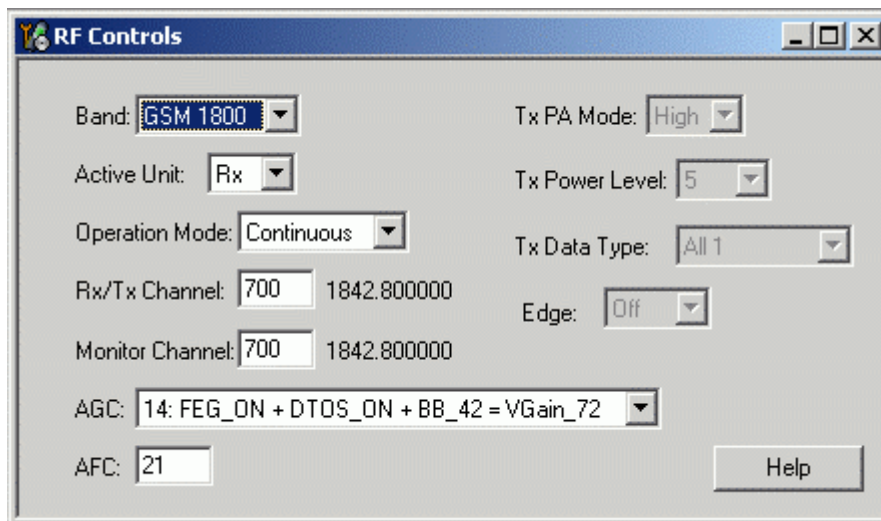 RF Controls
Band: GSM 1800
Active Unit: Rx
Operation Mode: Continuous
Rx/Tx Channel: 700 1842.800000
Monitor Channel: 700 1842.800000
AGC: 14: FEG_ON + DTOS_ON + BB_42 = VGain_72
AFC: 21
Tx PA Mode: High
Tx Power Level: 5
Tx Data Type: All 1
Edge: Off
Help